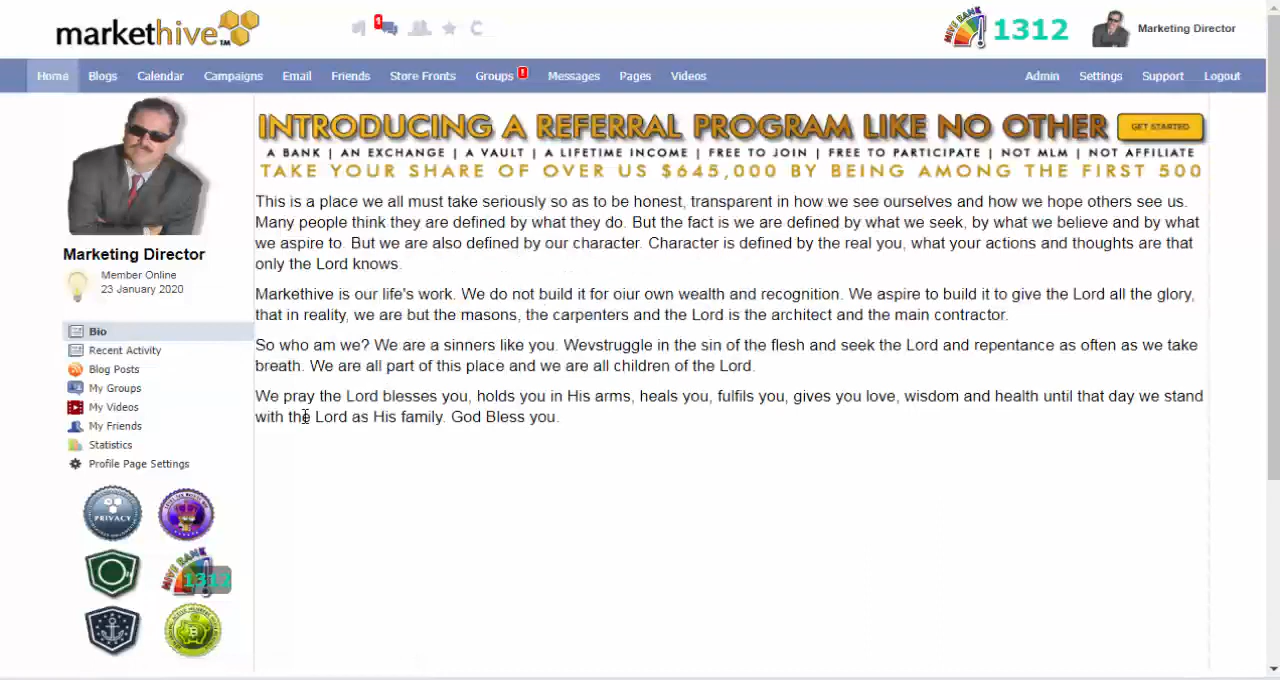 markethive™
1
HIVE RANK
1312
Marketing Director
Home Blogs Calendar Campaigns Email Friends Store Fronts Groups ! Messages Pages Videos Admin Settings Support Logout
INTRODUCING A REFERRAL PROGRAM LIKE NO OTHER
GET STARTED
A BANK | AN EXCHANGE | A VAULT | A LIFETIME INCOME | FREE TO JOIN | FREE TO PARTICIPATE | NOT MLM | NOT AFFILIATE
TAKE YOUR SHARE OF OVER US $645,000 BY BEING AMONG THE FIRST 500
This is a place we all must take seriously so as to be honest, transparent in how we see ourselves and how we hope others see us.
Many people think they are defined by what they do. But the fact is we are defined by what we seek, by what we believe and by what
we aspire to. But we are also defined by our character. Character is defined by the real you, what your actions and thoughts are that
only the Lord knows.
Markethive is our life's work. We do not build it for oiur own wealth and recognition. We aspire to build it to give the Lord all the glory,
that in reality, we are but the masons, the carpenters and the Lord is the architect and the main contractor.
So who am we? We are a sinners like you. Wevstruggle in the sin of the flesh and seek the Lord and repentance as often as we take
breath. We are all part of this place and we are all children of the Lord.
We pray the Lord blesses you, holds you in His arms, heals you, fulfils you, gives you love, wisdom and health until that day we stand
with the Lord as His family. God Bless you.
Marketing Director
Member Online
23 January 2020
Bio
Recent Activity
Blog Posts
My Groups
My Videos
My Friends
Statistics
Profile Page Settings
PRIVACY
HIVE RANK
1312